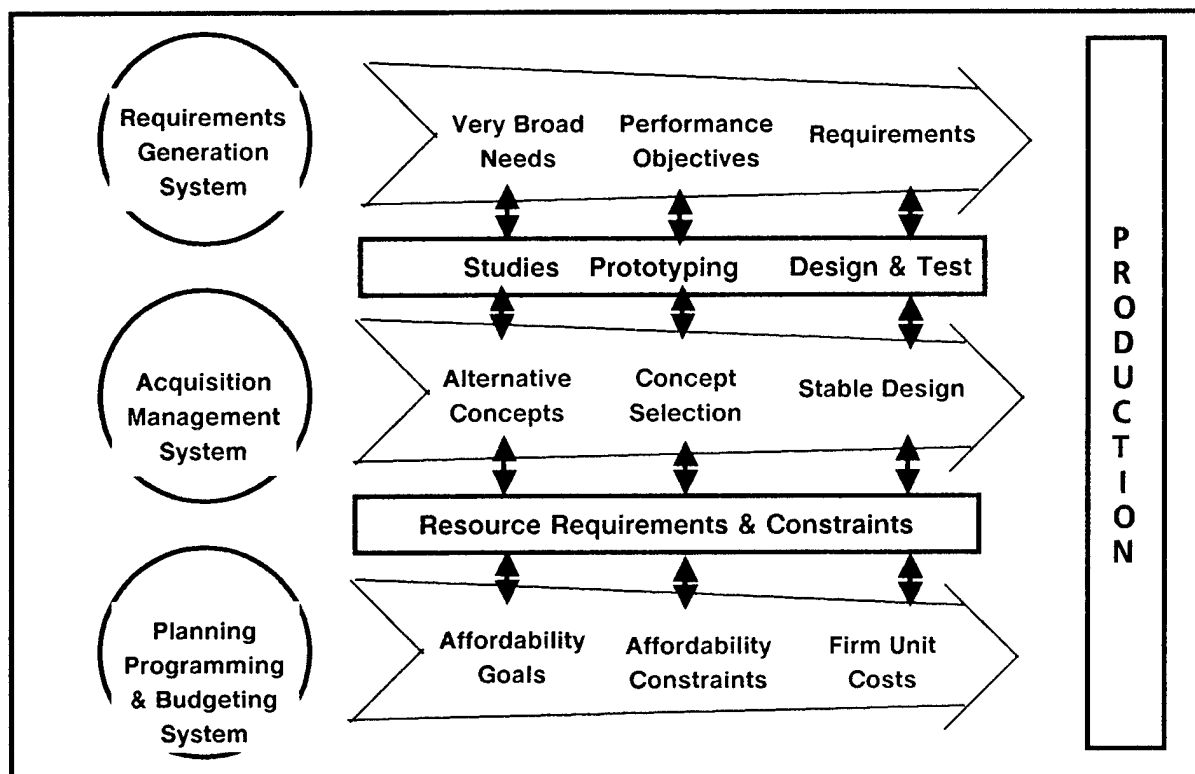 Requirements
Generation
System
Very Broad
Needs
Performance
Objectives
Requirements
Studies Prototyping Design & Test
Acquisition
Management
System
Alternative
Concepts
Concept
Selection
Stable Design
Resource Requirements & Constraints
Planning
Programming
& Budgeting
System
Affordability
Goals
Affordability
Constraints
Firm Unit
Costs
PRODUCTION